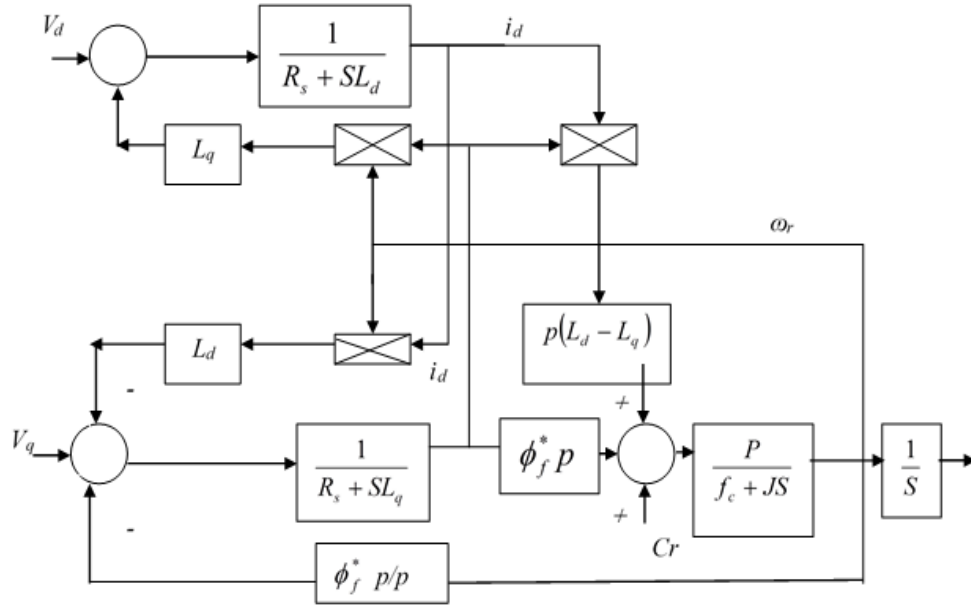 V_d
1
R_s + SL_d
i_d
L_q
ω_r
L_d
i_d
p(L_d − L_q)
-
+
V_q
1
R_s + SL_q
ϕ_f^* p
P
f_c + JS
1
S
-
+
Cr
ϕ_f^* p/p